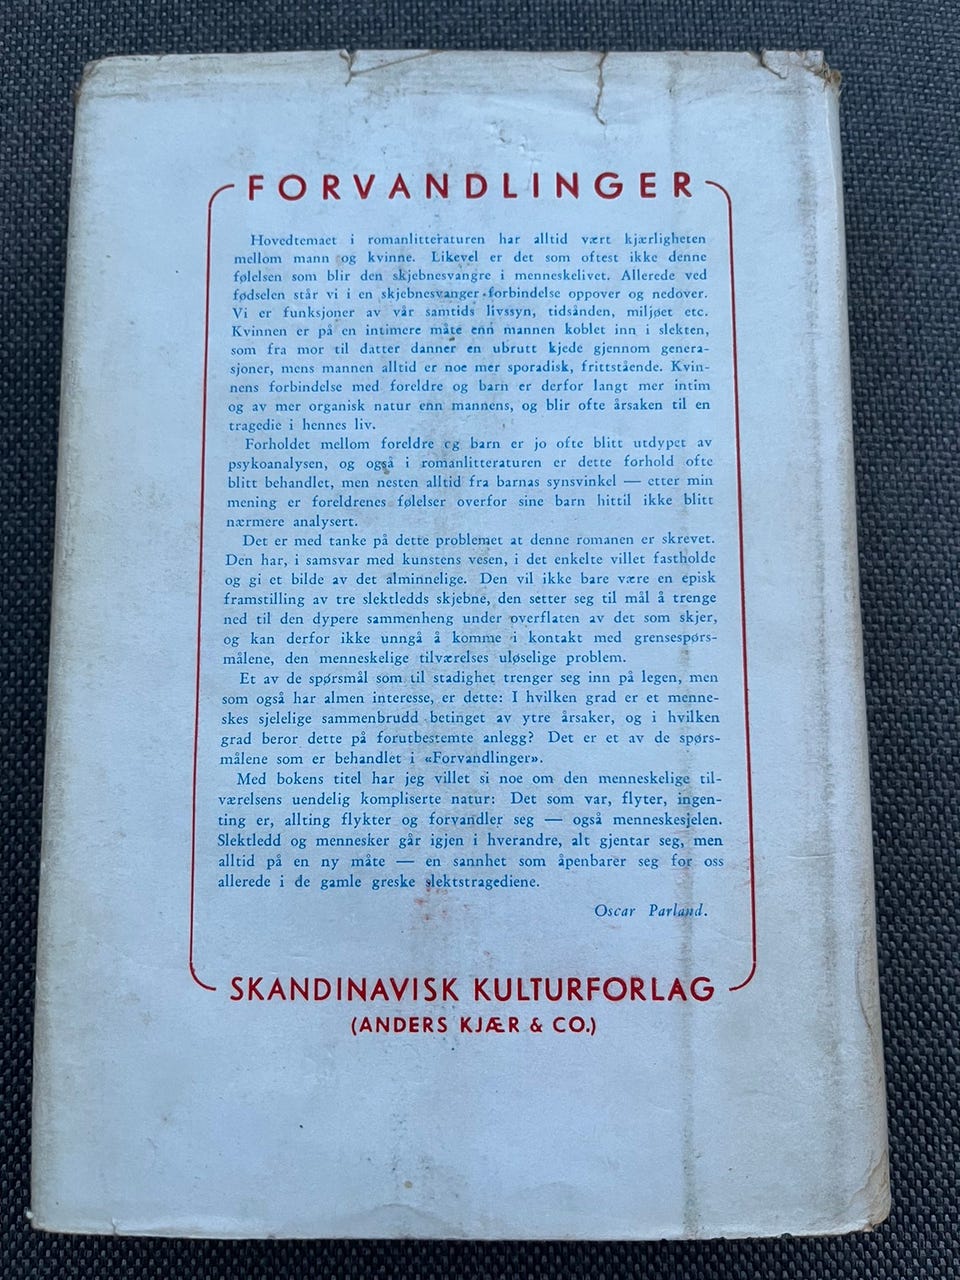 FORVANDLINGER
Hovedtemaet i romanlitteraturen har alltid vært kjærligheten
mellom mann og kvinne. Likevel er det som oftest ikke denne
følelsen som blir den skjebnesvangre i menneskelivet. Allerede ved
fødselen står vi i en skjebnesvanger forbindelse oppover og nedover.
Vi er funksjoner av vår samtids livssyn, tidsånden, miljøet etc.
Kvinnen er på en intimere måte enn mannen koblet inn i slekten,
som fra mor til datter danner en ubrutt kjede gjennom genera-
sjoner, mens mannen alltid er noe mer sporadisk, frittstående. Kvin-
nens forbindelse med foreldre og barn er derfor langt mer intim
og av mer organisk natur enn mannens, og blir ofte årsaken til en
tragedie i hennes liv.
Forholdet mellom foreldre og barn er jo ofte blitt utdypet av
psykoanalysen, og også i romanlitteraturen er dette forhold ofte
blitt behandlet, men nesten alltid fra barnas synsvinkel — etter min
mening er foreldrenes følelser overfor sine barn hittil ikke blitt
nærmere analysert.
Det er med tanke på dette problemet at denne romanen er skrevet.
Den har, i samsvar med kunstens vesen, i det enkelte villet fastholde
og gi et bilde av det alminnelige. Den vil ikke bare være en episk
framstilling av tre slektledds skjebne, den setter seg til mål å trenge
ned til den dypere sammenheng under overflaten av det som skjer,
og kan derfor ikke unngå å komme i kontakt med grensespørs-
målene, den menneskelige tilværelses uløselige problem.
Et av de spørsmål som til stadighet trenger seg inn på legen, men
som også har almen interesse, er dette: I hvilken grad er et menne-
skes sjelelige sammenbrudd betinget av ytre årsaker, og i hvilken
grad beror dette på forutbestemte anlegg? Det er et av de spørs-
målene som er behandlet i «Forvandlinger».
Med bokens titel har jeg villet si noe om den menneskelige til-
værelsens uendelig kompliserte natur: Det som var, flyter, ingen-
ting er, allting flykter og forvandler seg — også menneskesjelen.
Slektledd og mennesker går igjen i hverandre, alt gjentar seg, men
alltid på en ny måte — en sannhet som åpenbarer seg for oss
allerede i de gamle greske slektstragediene.
Oscar Parland.
SKANDINAVISK KULTURFORLAG
(ANDERS KJÆR & CO.)